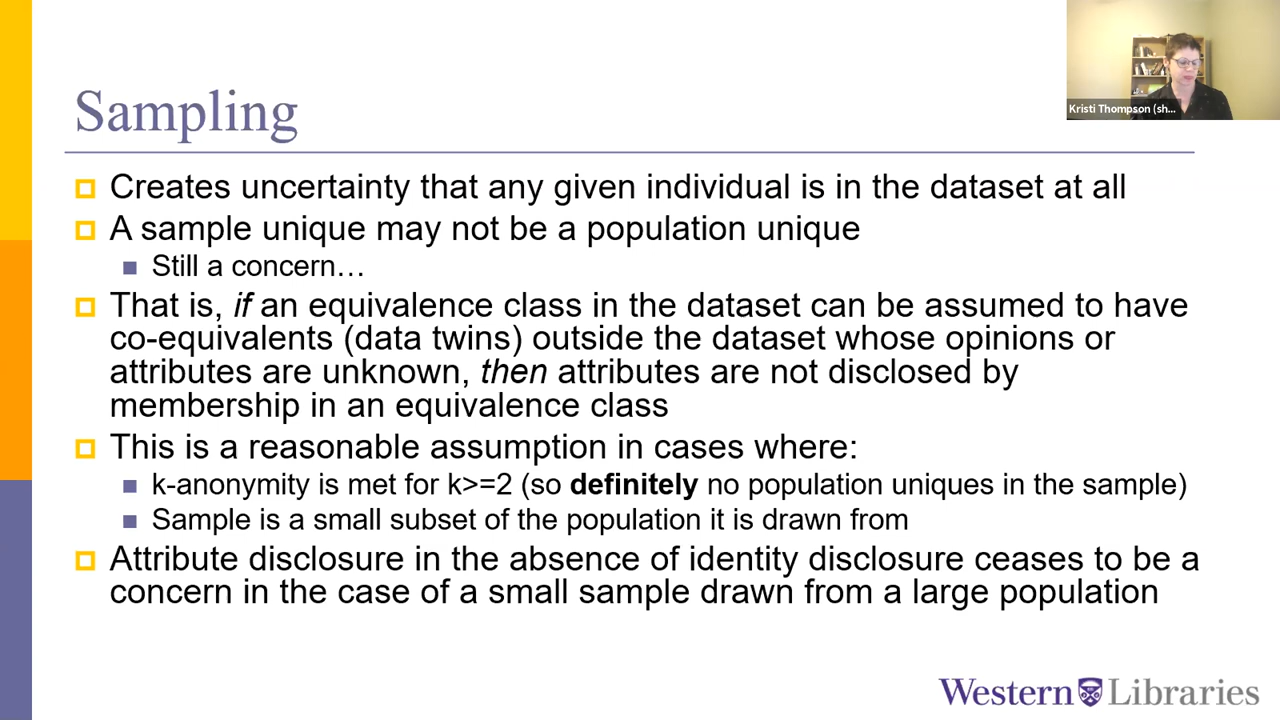 Sampling
Creates uncertainty that any given individual is in the dataset at all
A sample unique may not be a population unique
Still a concern…
That is, if an equivalence class in the dataset can be assumed to have
co-equivalents (data twins) outside the dataset whose opinions or
attributes are unknown, then attributes are not disclosed by
membership in an equivalence class
This is a reasonable assumption in cases where:
k-anonymity is met for k>=2 (so definitely no population uniques in the sample)
Sample is a small subset of the population it is drawn from
Attribute disclosure in the absence of identity disclosure ceases to be a
concern in the case of a small sample drawn from a large population
Kristi Thompson (sh...
Western Libraries